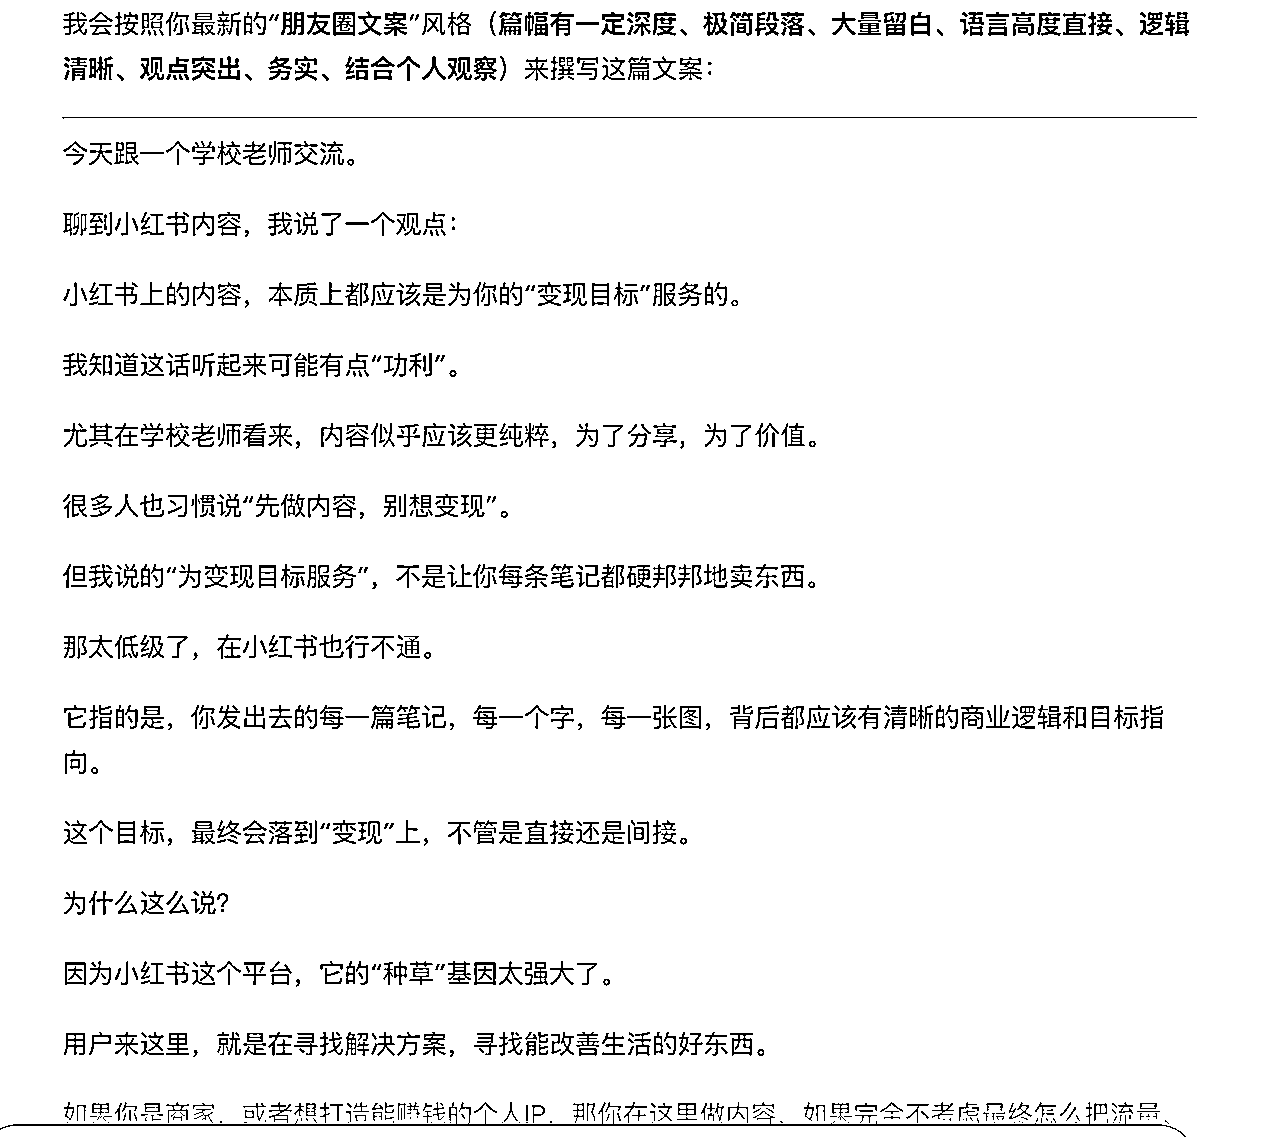 我会按照你最新的“朋友圈文案”风格（篇幅有一定深度、极简段落、大量留白、语言高度直接、逻辑
清晰、观点突出、务实、结合个人观察）来撰写这篇文案：
今天跟一个学校老师交流。
聊到小红书内容，我说了一个观点：
小红书上的内容，本质上都应该是为你的“变现目标”服务的。
我知道这话听起来可能有点“功利”。
尤其在学校老师看来，内容似乎应该更纯粹，为了分享，为了价值。
很多人也习惯说“先做内容，别想变现”。
但我说的“为变现目标服务”，不是让你每条笔记都硬邦邦地卖东西。
那太低级了，在小红书也行不通。
它指的是，你发出去的每一篇笔记，每一个字，每一张图，背后都应该有清晰的商业逻辑和目标指
向。
这个目标，最终会落到“变现”上，不管是直接还是间接。
为什么这么说？
因为小红书这个平台，它的“种草”基因太强大了。
用户来这里，就是在寻找解决方案，寻找能改善生活的好东西。
如果你是商家，或者想打造能赚钱的个人IP，那你在这里做内容，如果完全不考虑最终怎么把流量、